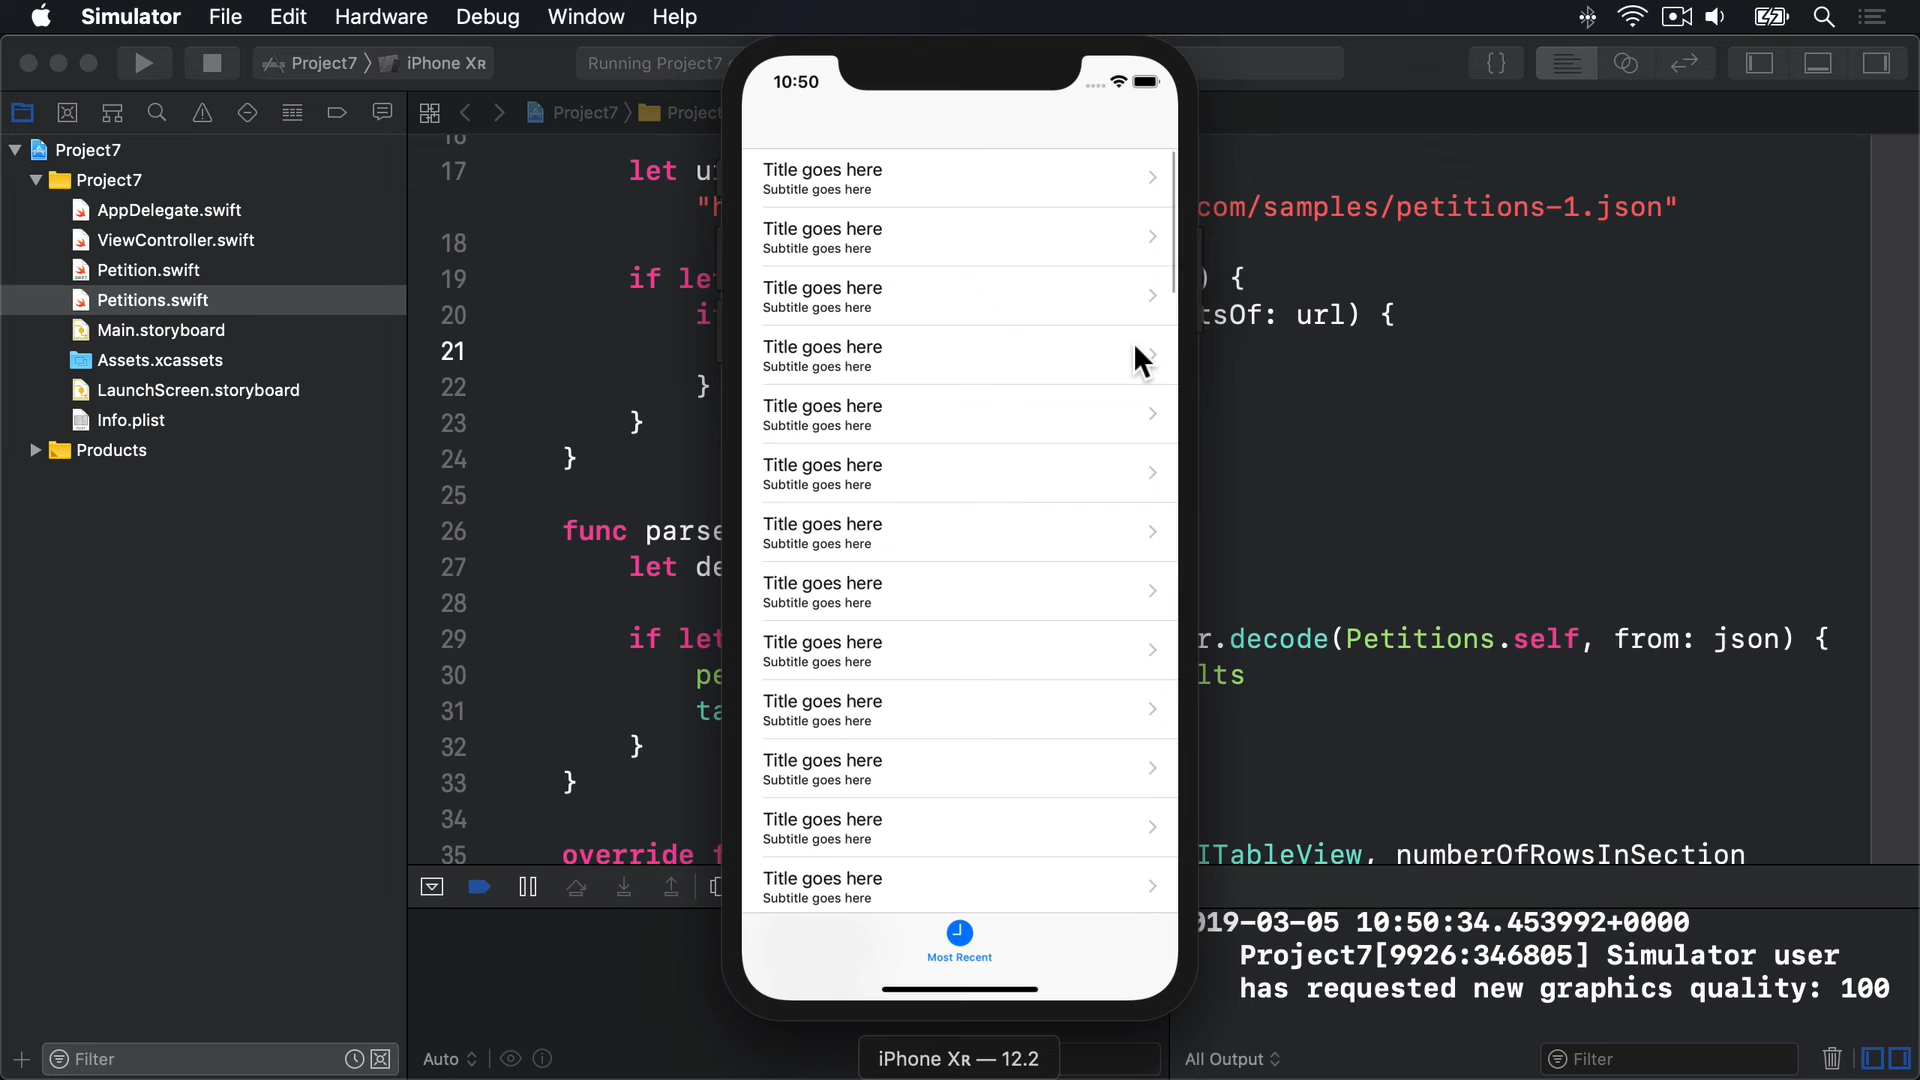 Simulator File Edit Hardware Debug Window Help
Project7 iPhone XR
Running Project7
{}
10:50
Project7
Project7
AppDelegate.swift
ViewController.swift
Petition.swift
Petitions.swift
Main.storyboard
Assets.xcassets
LaunchScreen.storyboard
Info.plist
Products
Project7 Project
16
17 let u
"h com/samples/petitions-1.json"
18
19 if let ) {
20 i tsOf: url) {
21
22 }
23 }
24 }
25
26 func parse
27 let de
28
29 if let r.decode(Petitions.self, from: json) {
30 pe lts
31 ta
32 }
33 }
34
35 override f ITableView, numberOfRowsInSection
Title goes here
Subtitle goes here
Title goes here
Subtitle goes here
Title goes here
Subtitle goes here
Title goes here
Subtitle goes here
Title goes here
Subtitle goes here
Title goes here
Subtitle goes here
Title goes here
Subtitle goes here
Title goes here
Subtitle goes here
Title goes here
Subtitle goes here
Title goes here
Subtitle goes here
Title goes here
Subtitle goes here
Title goes here
Subtitle goes here
Title goes here
Subtitle goes here
Most Recent
019-03-05 10:50:34.453992+0000
Project7[9926:346805] Simulator user
has requested new graphics quality: 100
Filter
Auto
iPhone XR — 12.2
All Output
Filter